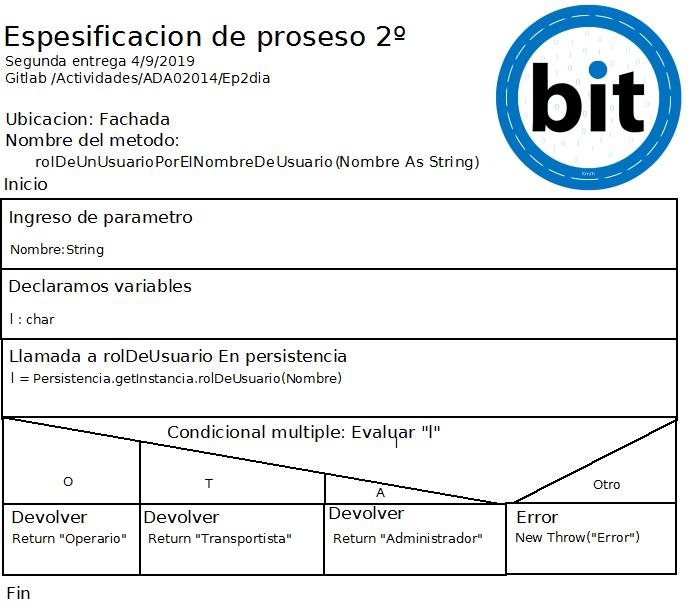 Espesificacion de proseso 2º
Segunda entrega 4/9/2019
Gitlab /Actividades/ADA02014/Ep2dia
bit
Ubicacion: Fachada
Nombre del metodo:
rolDeUnUsuarioPorElNombreDeUsuario(Nombre As String)
Inicio
Ingreso de parametro
Nombre:String
Declaramos variables
l : char
Llamada a rolDeUsuario En persistencia
l = Persistencia.getInstancia.rolDeUsuario(Nombre)
Condicional multiple: Evaluar "l"
O
T
A
Otro
Devolver
Return "Operario"
Devolver
Return "Transportista"
Devolver
Return "Administrador"
Error
New Throw("Error")
Fin